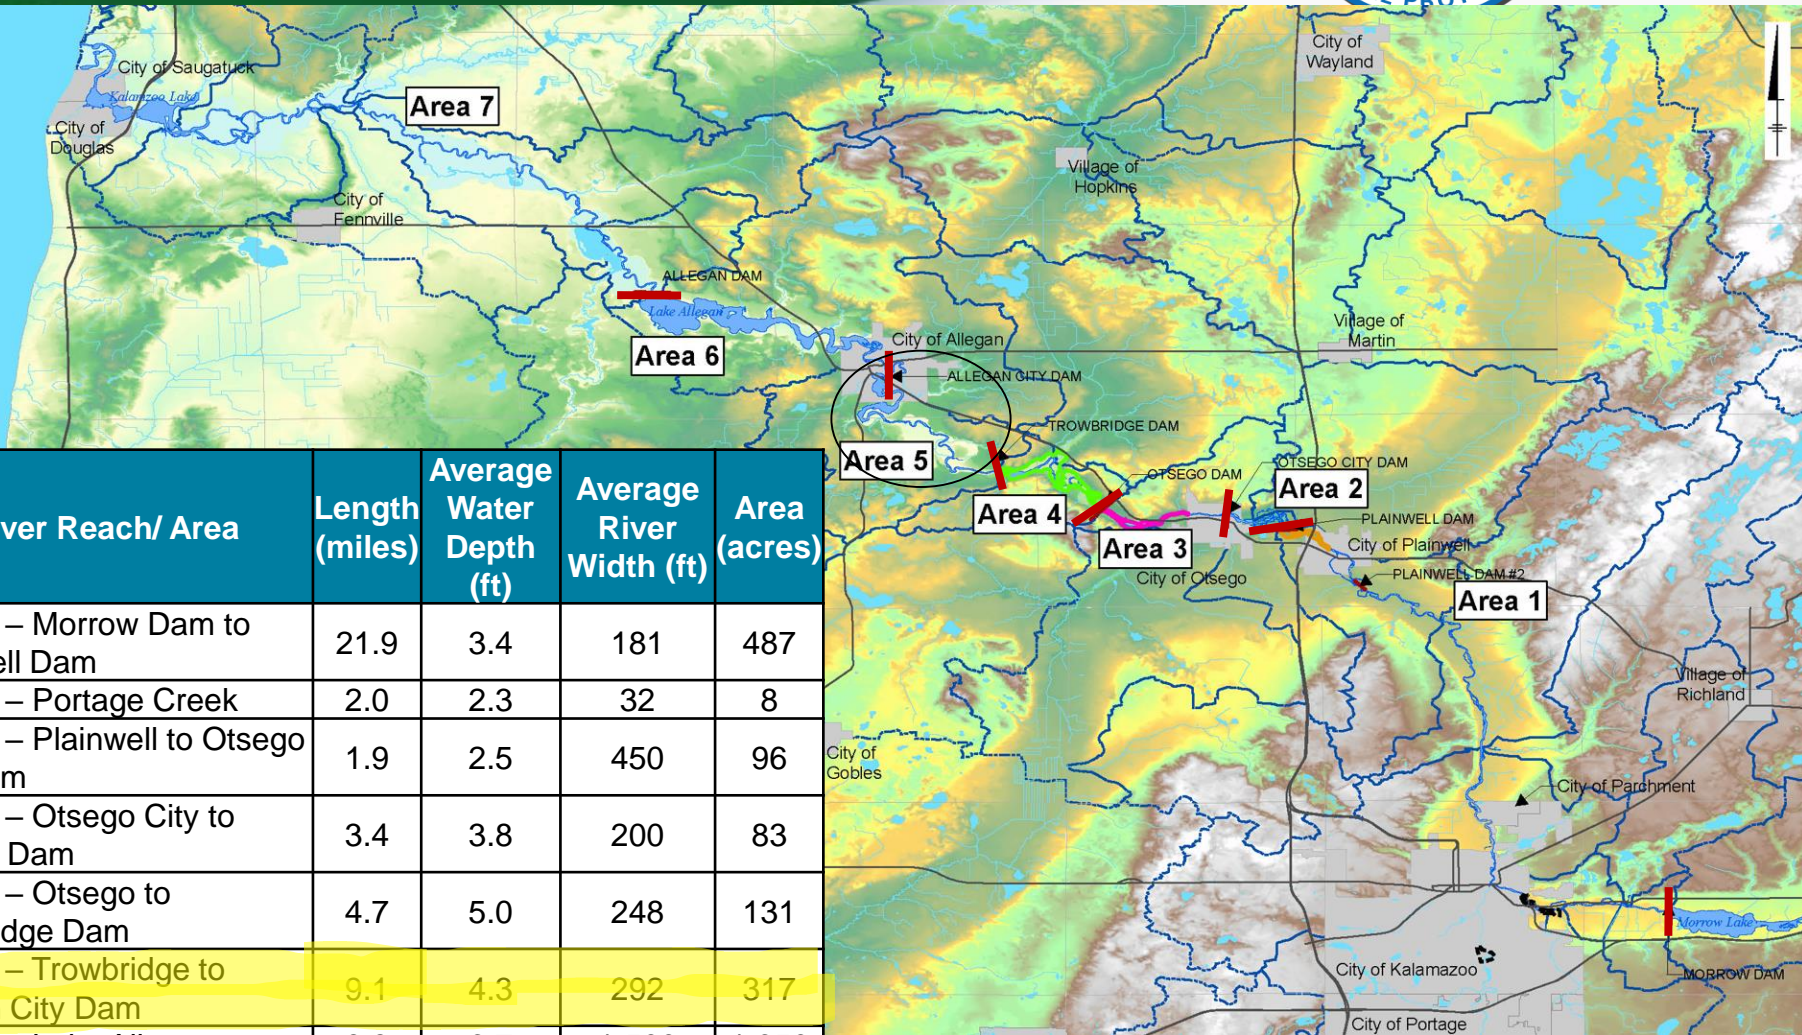 PROT
City of
Wayland
City of Saugatuck
Kalamzoo Lake
Area 7
City of
Douglas
Village of
Hopkins
City of
Fennville
ALLEGAN DAM
Lake Allegan
Area 6
City of Allegan
Village of
Martin
ALLEGAN CITY DAM
TROWBRIDGE DAM
Area 5
OTSEGO DAM
OTSEGO CITY DAM
Area 2
Area 4
PLAINWELL DAM
Area 3
City of Plainwell
City of Otsego
PLAINWELL DAM #2
Area 1
Village of
Richland
City of
Gobles
City of Parchment
Morrow Lake
City of Kalamazoo
MORROW DAM
City of Portage
ver Reach/ Area
Length
(miles)
Average
Water
Depth
(ft)
Average
River
Width (ft)
Area
(acres)
– Morrow Dam to
ell Dam
21.9
3.4
181
487
– Portage Creek
2.0
2.3
32
8
– Plainwell to Otsego
m
1.9
2.5
450
96
– Otsego City to
Dam
3.4
3.8
200
83
– Otsego to
dge Dam
4.7
5.0
248
131
– Trowbridge to
City Dam
9.1
4.3
292
317